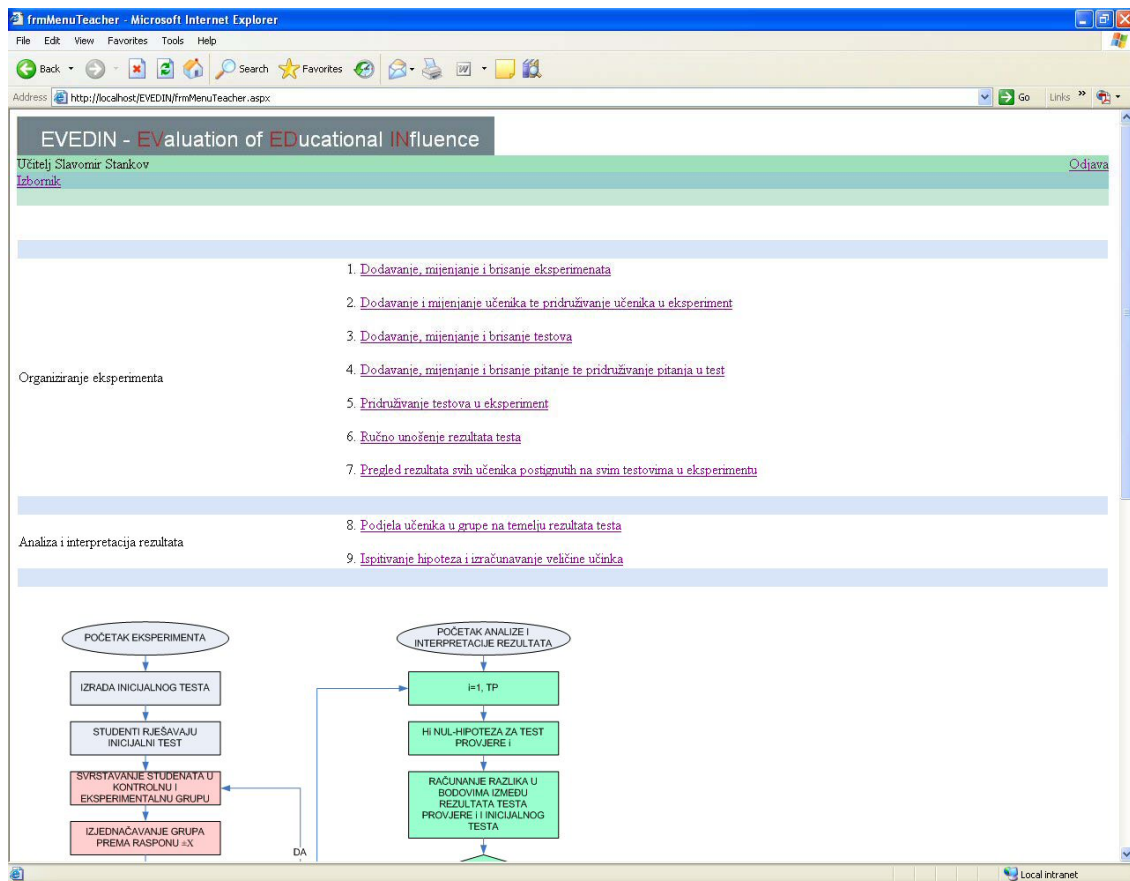 frmMenuTeacher - Microsoft Internet Explorer
File Edit View Favorites Tools Help
Back Search Favorites
Address http://localhost/EVEDIN/frmMenuTeacher.aspx Go Links »
EVEDIN - EValuation of EDucational INfluence
Učitelj Slavomir Stankov Odjava
Izbornik
1. Dodavanje, mijenjanje i brisanje eksperimenata
2. Dodavanje i mijenjanje učenika te pridruživanje učenika u eksperiment
3. Dodavanje, mijenjanje i brisanje testova
4. Dodavanje, mijenjanje i brisanje pitanje te pridruživanje pitanja u test
Organiziranje eksperimenta
5. Pridruživanje testova u eksperiment
6. Ručno unošenje rezultata testa
7. Pregled rezultata svih učenika postignutih na svim testovima u eksperimentu
8. Podjela učenika u grupe na temelju rezultata testa
Analiza i interpretacija rezultata
9. Ispitivanje hipoteza i izračunavanje veličine učinka
POČETAK EKSPERIMENTA
IZRADA INICIJALNOG TESTA
STUDENTI RJEŠAVAJU
INICIJALNI TEST
SVRSTAVANJE STUDENATA U
KONTROLNU I
EKSPERIMENTALNU GRUPU
IZJEDNAČAVANJE GRUPA
PREMA RASPONU ±X
DA
POČETAK ANALIZE I
INTERPRETACIJE REZULTATA
i=1, TP
Hi NUL-HIPOTEZA ZA TEST
PROVJERE i
RAČUNANJE RAZLIKA U
BODOVIMA IZMEĐU
REZULTATA TESTA
PROVJERE i I INICIJALNOG
TESTA
Local intranet